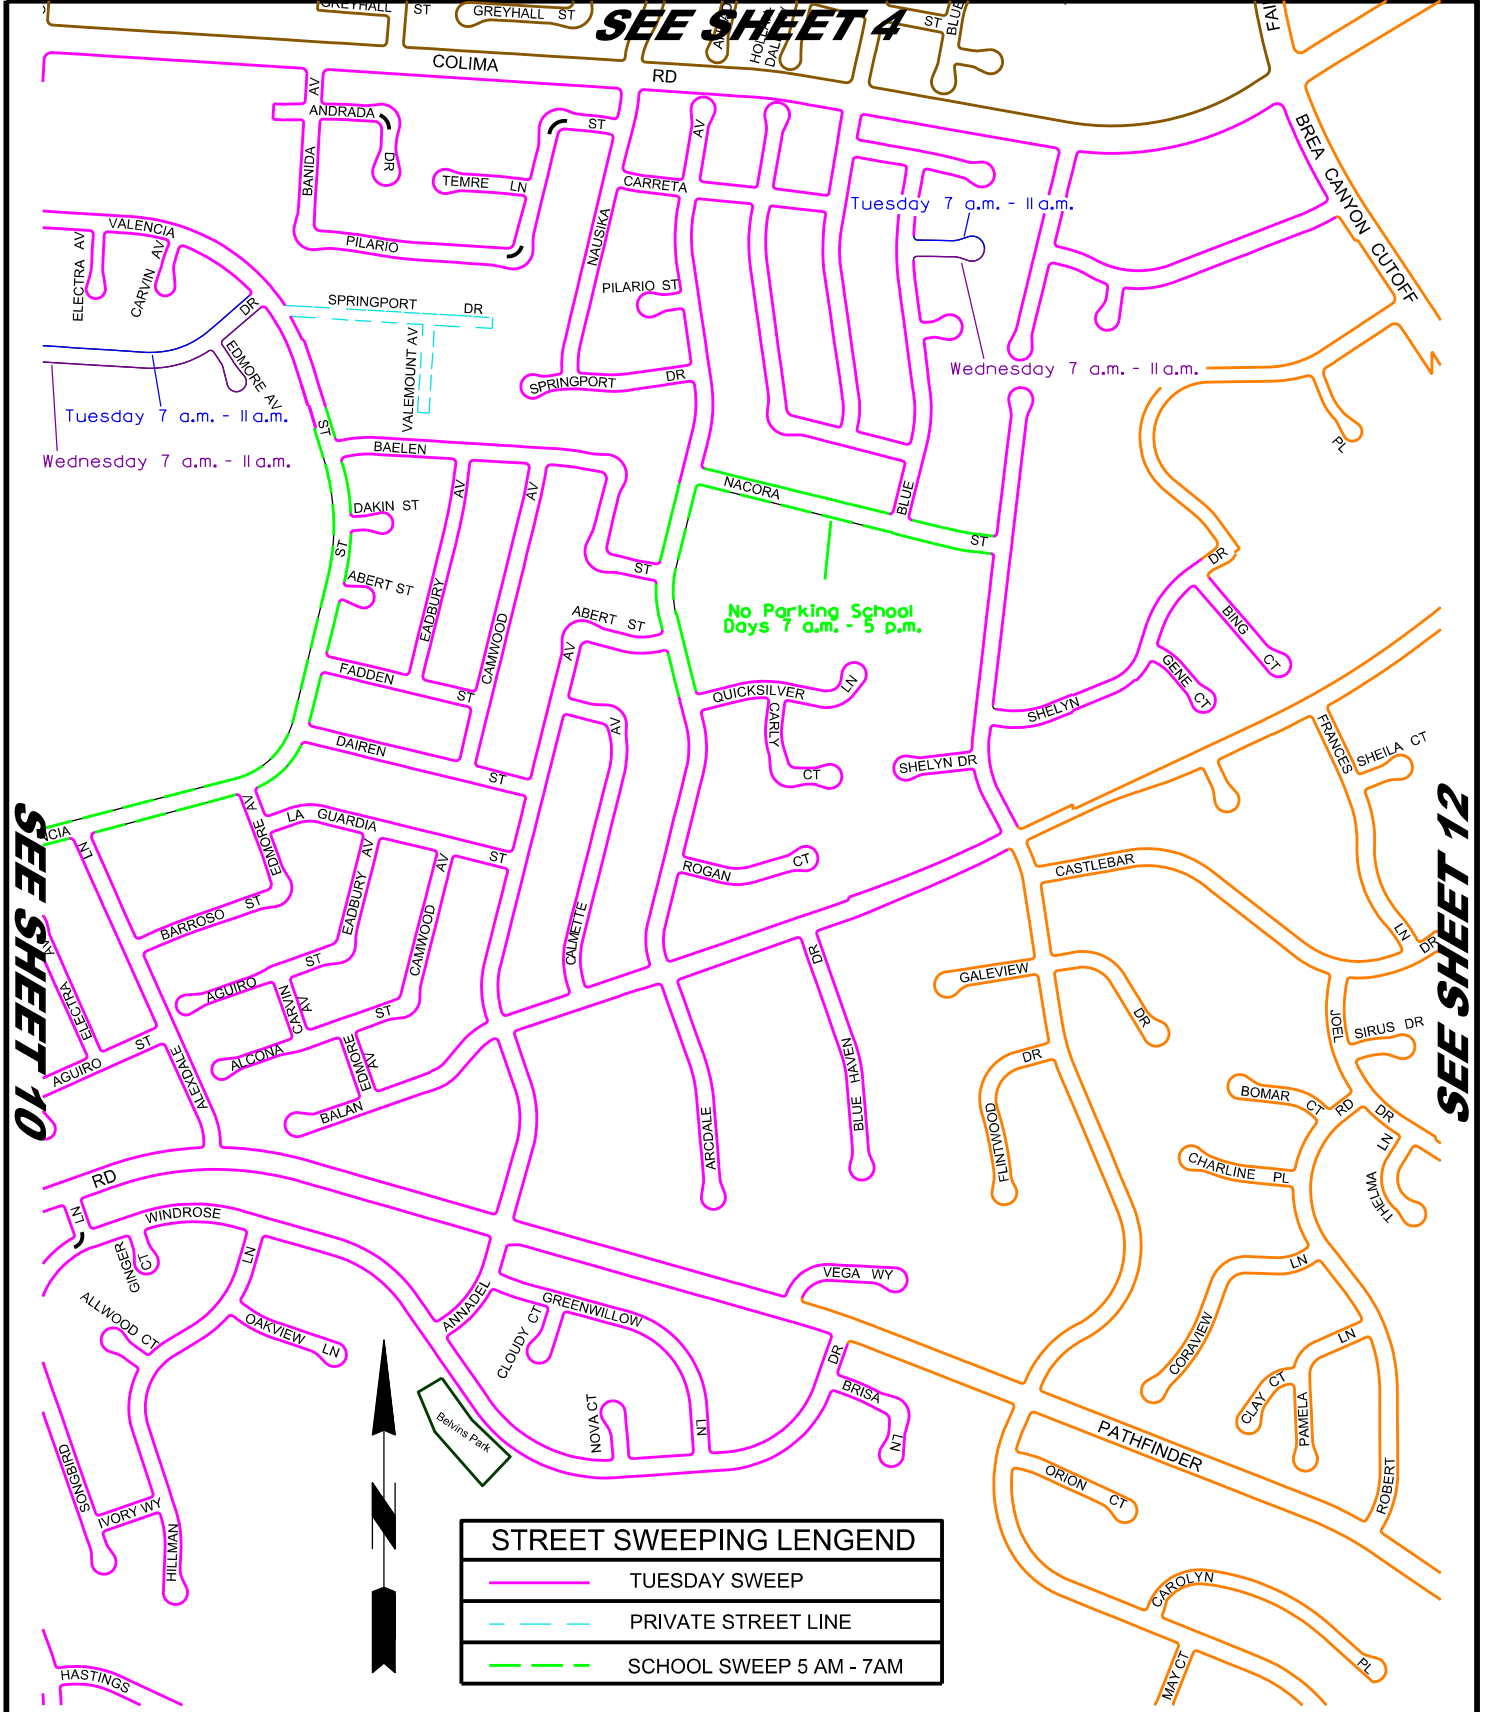 GREYHALL ST
GREYHALL ST
SEE SHEET 4
ST
BLUE
COLIMA RD
AV
ANDRADA
DR
BANIDA
TEMRE LN
ST
AV
CARRETA
PILARIO
NAUSIKA
BREA CANYON CUTOFF
Tuesday 7 a.m. - 11 a.m.
VALENCIA
ELECTRA AV
CARVIN AV
DR
SPRINGPORT DR
VALEMOUNT AV
PILARIO ST
EDMORE AV
SPRINGPORT DR
Wednesday 7 a.m. - 11 a.m.
Tuesday 7 a.m. - 11 a.m.
Wednesday 7 a.m. - 11 a.m.
ST
BAELEN
PL
AV
AV
NACORA
BLUE
ST
DAKIN ST
ST
ABERT ST
EADBURY
CAMWOOD
ST
ABERT ST
AV
No Parking School
Days 7 a.m. - 5 p.m.
DR
BING CT
GENE CT
FADDEN ST
QUICKSILVER LN
CARLY CT
SHELYN
SHELYN DR
DAIREN ST
AV
FRANCES
SHEILA CT
NCIA
LN
EDMORE AV
LA GUARDIA ST
AV
EADBURY
AV
CAMWOOD
ROGAN CT
CASTLEBAR
LN
DR
SEE SHEET 10
SEE SHEET 12
BARROSO ST
CALMETTE
AV
ELECTRA
AGUIRO ST
CARVIN AV
ST
ALCONA
EDMORE AV
AGUIRO ST
ALEXDALE
BALAN
DR
BLUE HAVEN
ARCDALE
GALEVIEW DR
DR
FLINTWOOD
JOEL
SIRUS DR
BOMAR CT
RD
DR
LN
THELMA
CHARLINE PL
RD
LN
WINDROSE
GINGER CT
LN
ALLWOOD CT
OAKVIEW LN
ANNADEL
CLOUDY CT
GREENWILLOW
LN
NOVA CT
VEGA WY
DR
BRISA LN
LN
CORAVIEW
LN
CLAY CT
PAMELA
ROBERT
Belvins Park
SONGBIRD
IVORY WY
HILLMAN
PATHFINDER
ORION CT
CAROLYN PL
MAY CT
HASTINGS
N
STREET SWEEPING LENGEND
TUESDAY SWEEP
PRIVATE STREET LINE
SCHOOL SWEEP 5 AM - 7AM